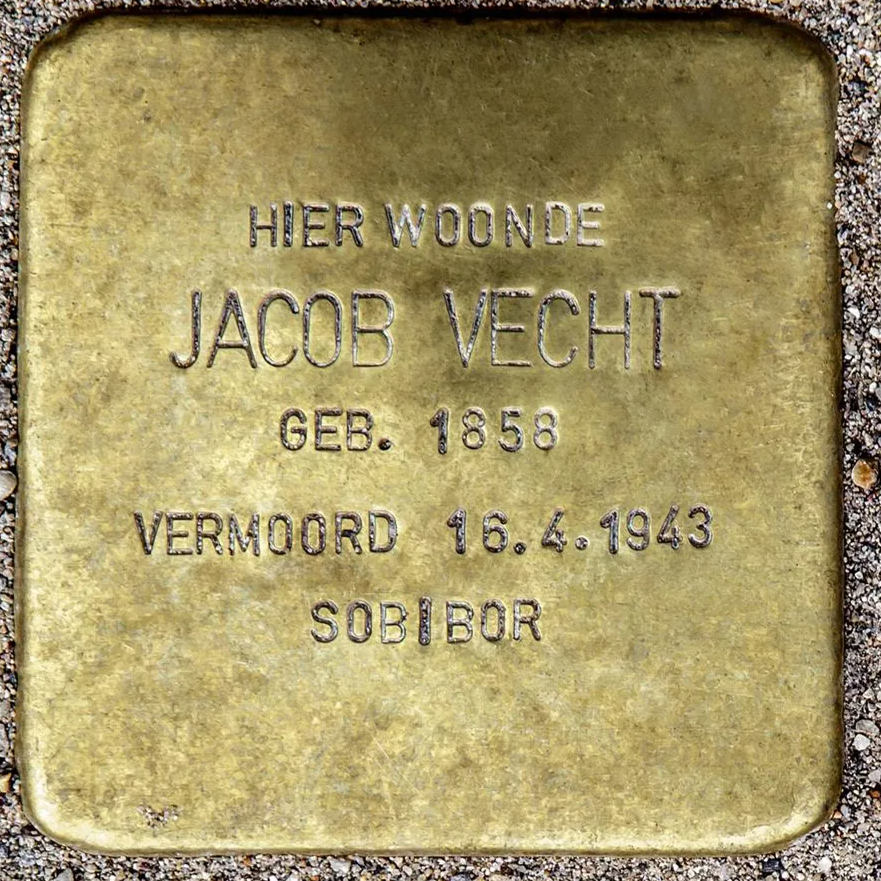 HIER WOONDE
JACOB VECHT
GEB. 1858
VERMOORD 16.4.1943
SOBIBOR